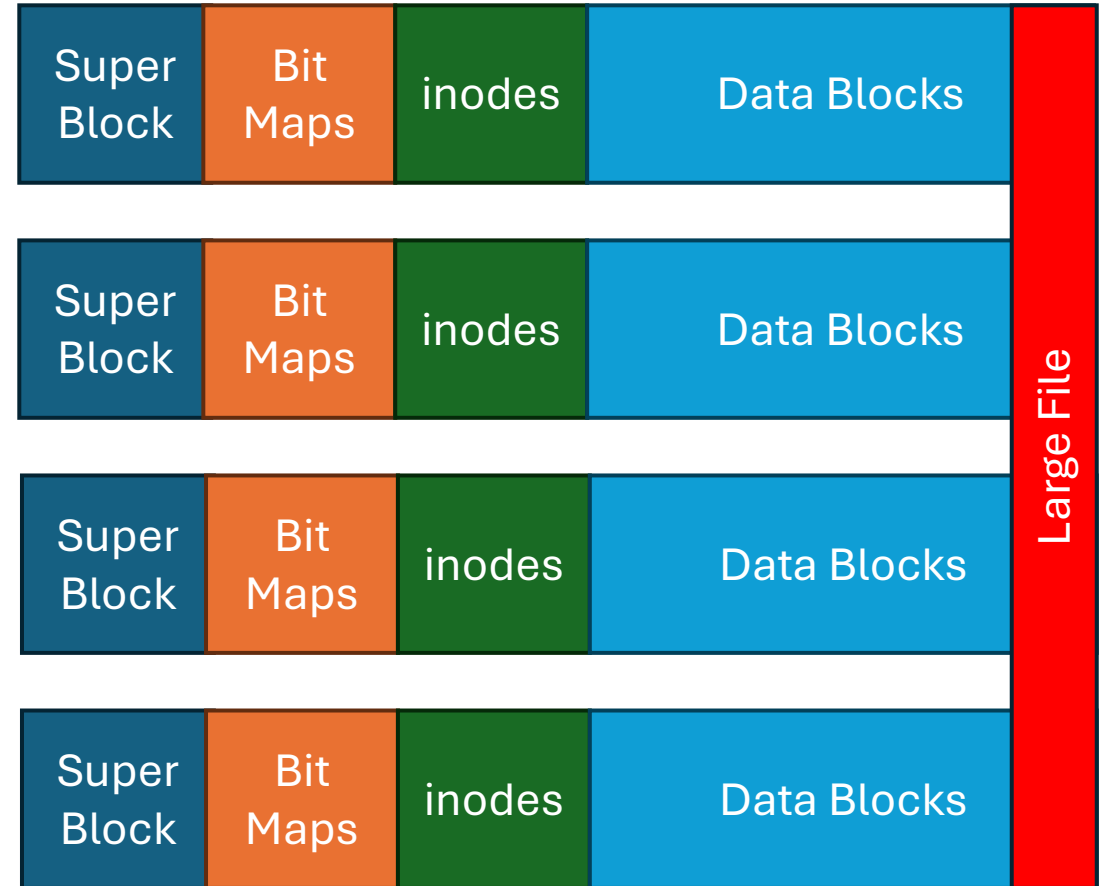 Super
Block
Bit
Maps
inodes
Data Blocks
Super
Block
Bit
Maps
inodes
Data Blocks
Large File
Super
Block
Bit
Maps
inodes
Data Blocks
Super
Block
Bit
Maps
inodes
Data Blocks